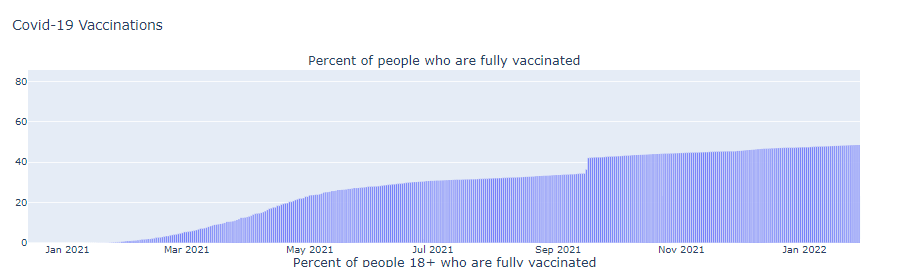 Covid-19 Vaccinations
Percent of people who are fully vaccinated
80
60
40
20
0
Jan 2021 Mar 2021 May 2021 Jul 2021 Sep 2021 Nov 2021 Jan 2022
Percent of people 18+ who are fully vaccinated